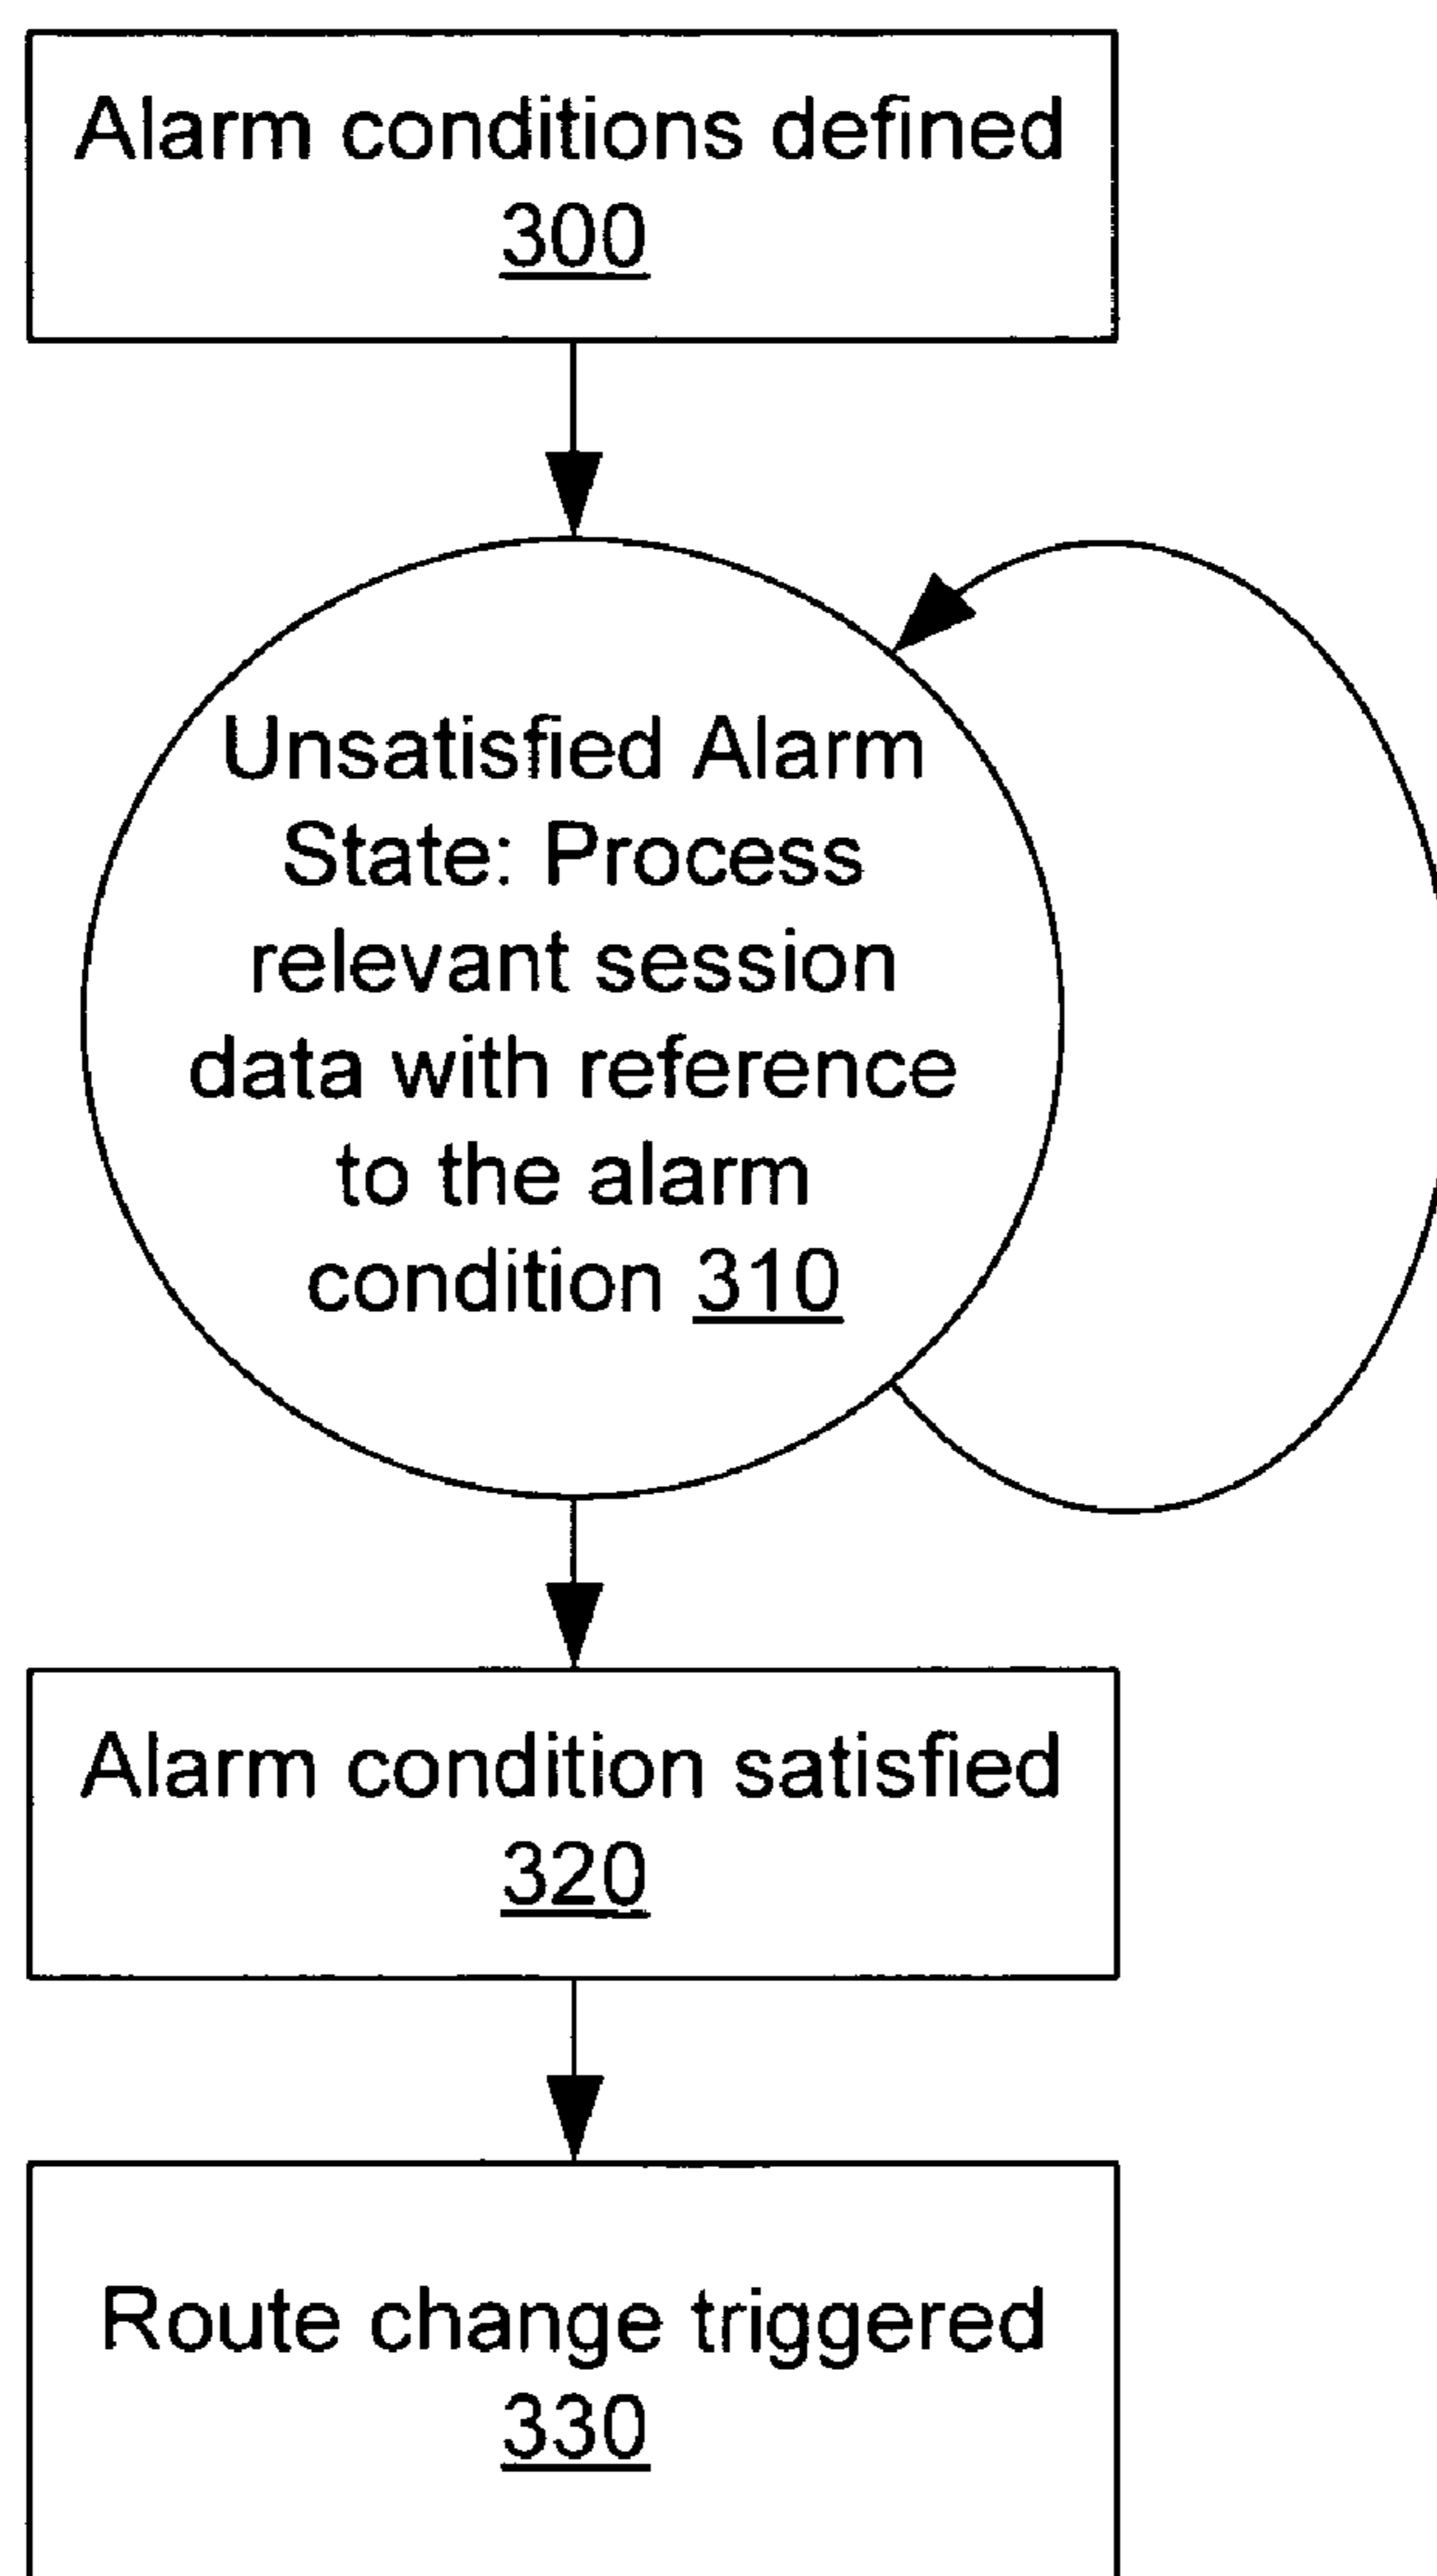 Alarm conditions defined
300
Unsatisfied Alarm
State: Process
relevant session
data with reference
to the alarm
condition 310
Alarm condition satisfied
320
Route change triggered
330